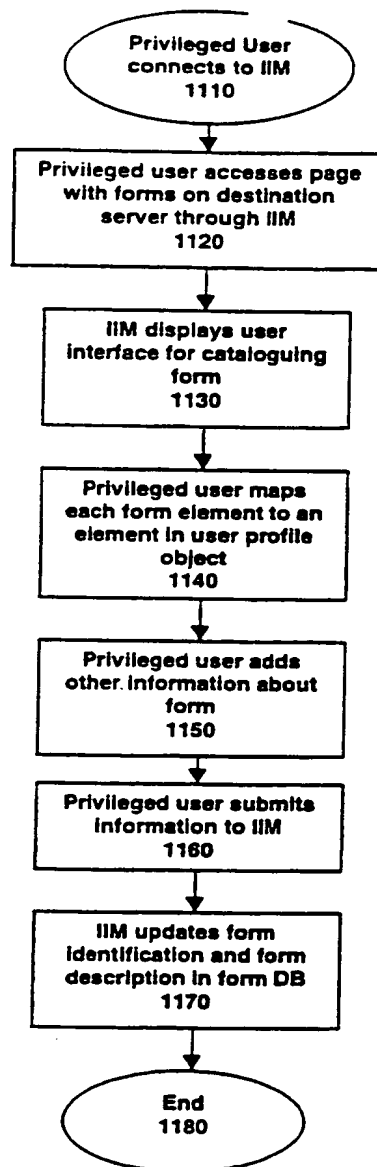 Privileged User
connects to IIM
1110
Privileged user accesses page
with forms on destination
server through IIM
1120
IIM displays user
interface for cataloguing
form
1130
Privileged user maps
each form element to an
element in user profile
object
1140
Privileged user adds
other information about
form
1150
Privileged user submits
information to IIM
1160
IIM updates form
identification and form
description in form DB
1170
End
1180